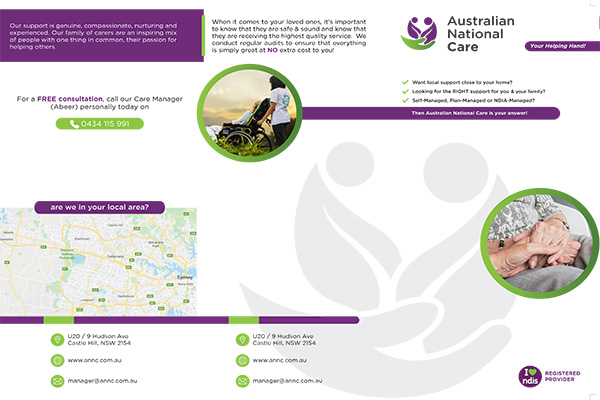 Our support is genuine, compassionate, nurturing and
experienced. Our family of carers are an inspiring mix
of people with one thing in common, their passion for
helping others
For a FREE consultation, call our Care Manager
(Abeer) personally today on
0434 115 991
are we in your local area?
Sydney
U20 / 9 Hudson Ave
Castle Hill, NSW 2154
www.annc.com.au
manager@annc.com.au
When it comes to your loved ones, it's important
to know that they are safe & sound and know that
they are receiving the highest quality service. We
conduct regular audits to ensure that everything
is simply great at NO extra cost to you!
U20 / 9 Hudson Ave
Castle Hill, NSW 2154
www.annc.com.au
manager@annc.com.au
Australian
National
Care
Your Helping Hand!
Want local support close to your home?
Looking for the RIGHT support for you & your family?
Self-Managed, Plan-Managed or NDIA-Managed?
Then Australian National Care is your answer!
I
ndis
REGISTERED
PROVIDER